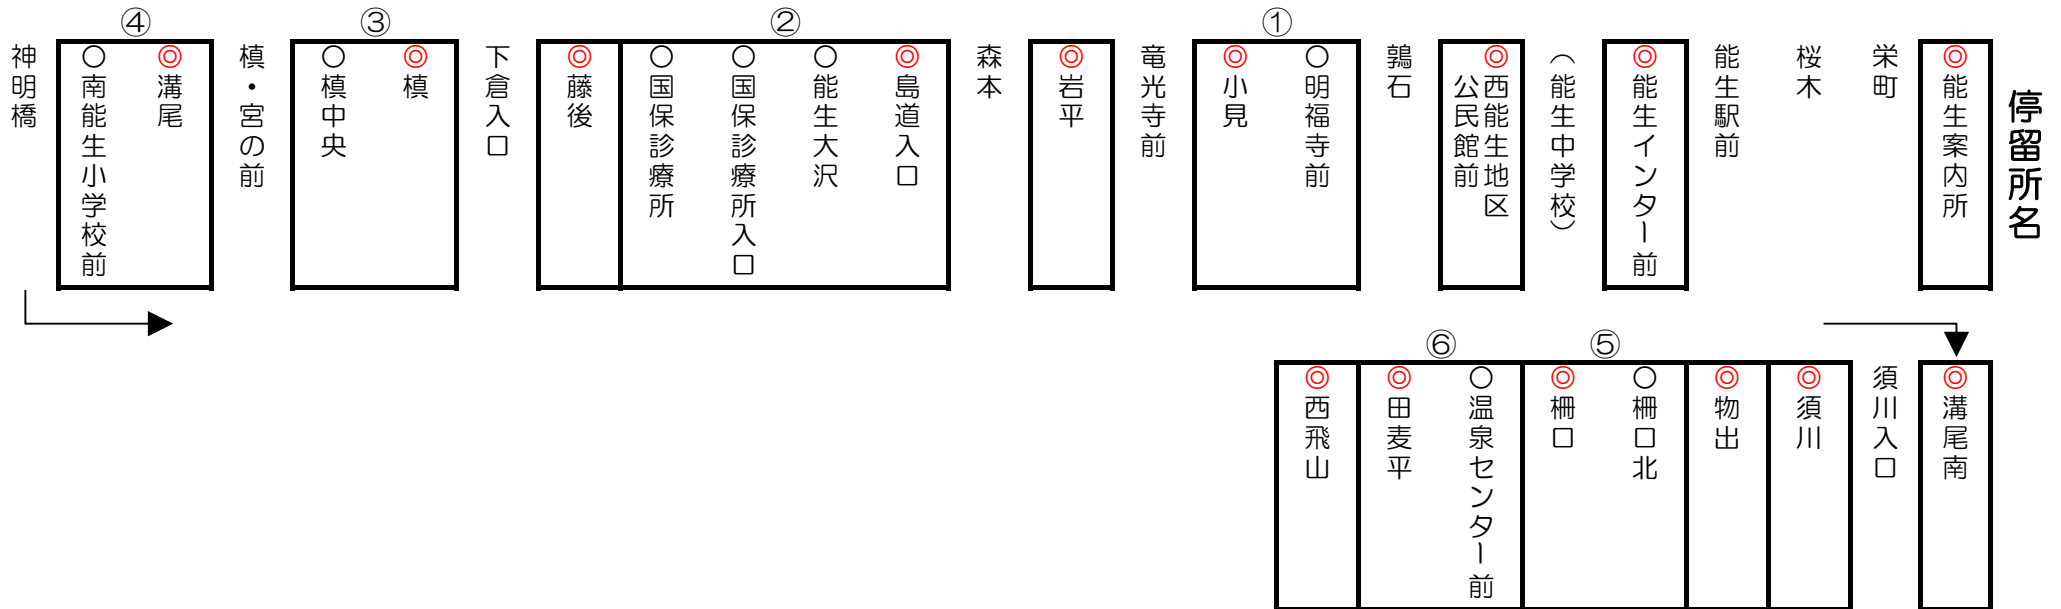 停留所名
◎能生案内所
栄町
桜木
能生駅前
◎能生インター前
(能生中学校)
◎西能生地区
公民館前
鶉石
①
○明福寺前
◎小見
竜光寺前
◎岩平
森本
②
◎島道入口
○能生大沢
○国保診療所入口
○国保診療所
◎藤後
下倉入口
③
◎槙
○槙中央
槙・宮の前
④
◎溝尾
○南能生小学校前
神明橋
◎溝尾南
須川入口
◎須川
◎物出
⑤
○柵口北
◎柵口
⑥
○温泉センター前
◎田麦平
◎西飛山